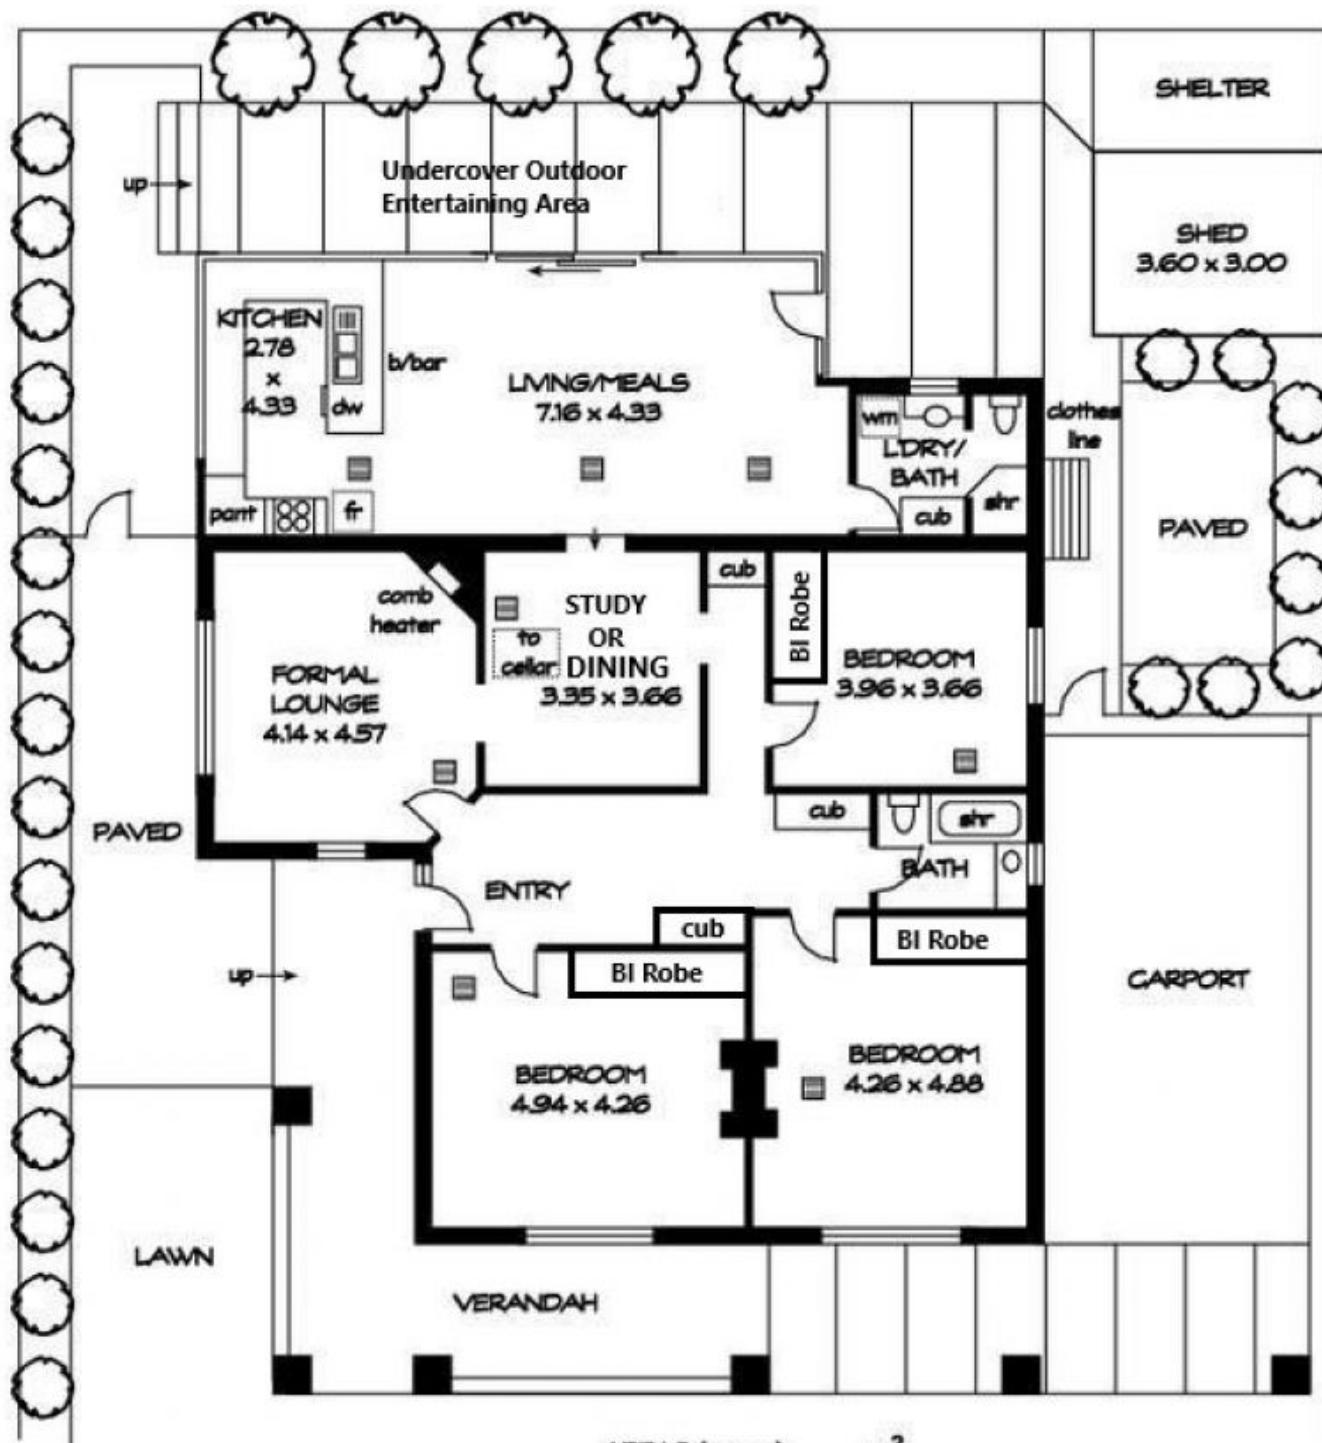 SHELTER
up
Undercover Outdoor
Entertaining Area
SHED
3.60 x 3.00
KITCHEN
2.78
x
4.33
dw
b/bar
LIVING/MEALS
7.16 x 4.33
wm
L'DRY/
BATH
clothes
line
pant
fr
cub
shr
PAVED
comb
heater
STUDY
OR
DINING
3.35 x 3.66
to
cellar
cub
BI Robe
BEDROOM
3.96 x 3.66
FORMAL
LOUNGE
4.14 x 4.57
PAVED
cub
shr
BATH
ENTRY
cub
BI Robe
BI Robe
up
CARPORT
BEDROOM
4.94 x 4.26
BEDROOM
4.26 x 4.88
LAWN
VERANDAH